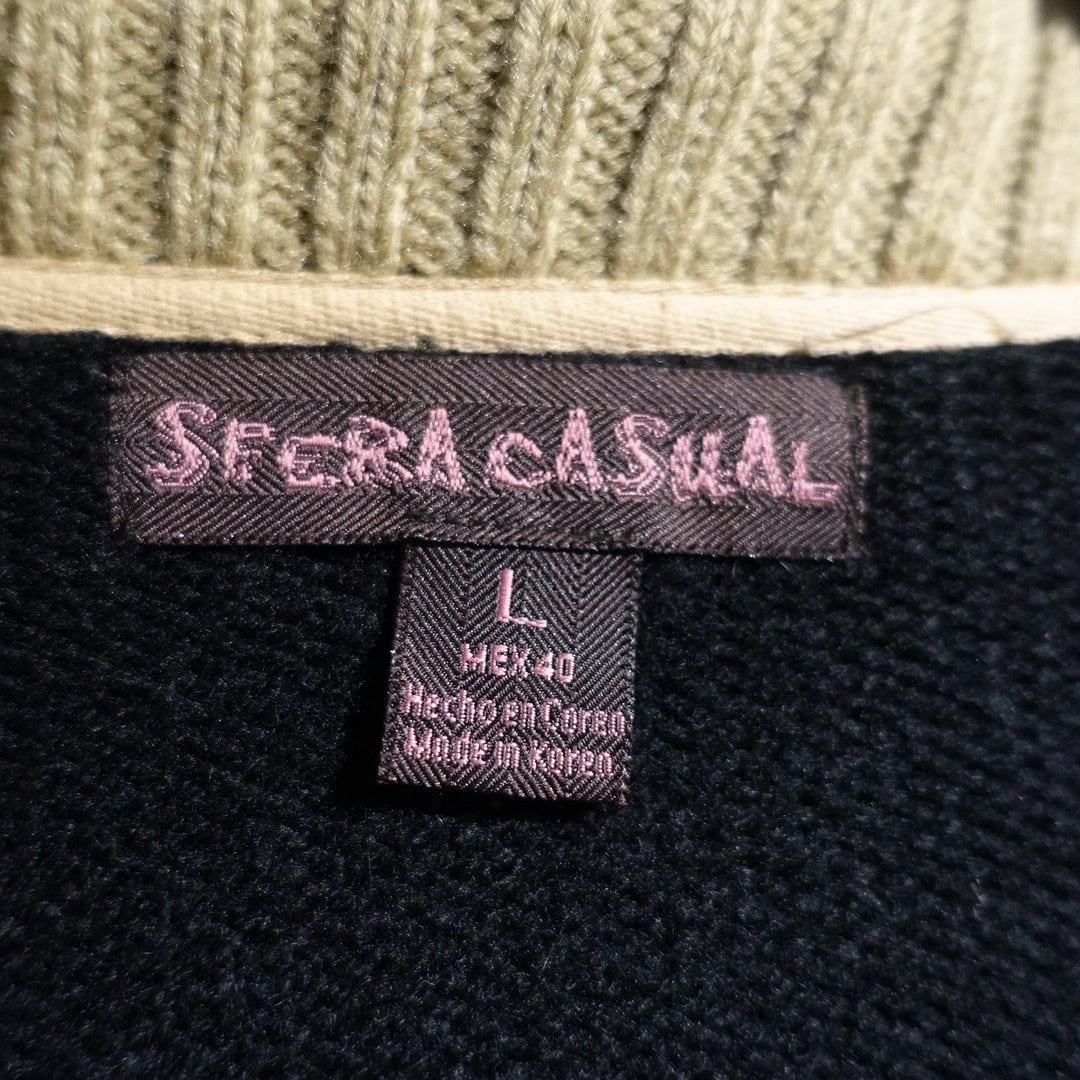 SFERA CASUAL
L
MEX 40
Hecho en Corea
Made in Korea